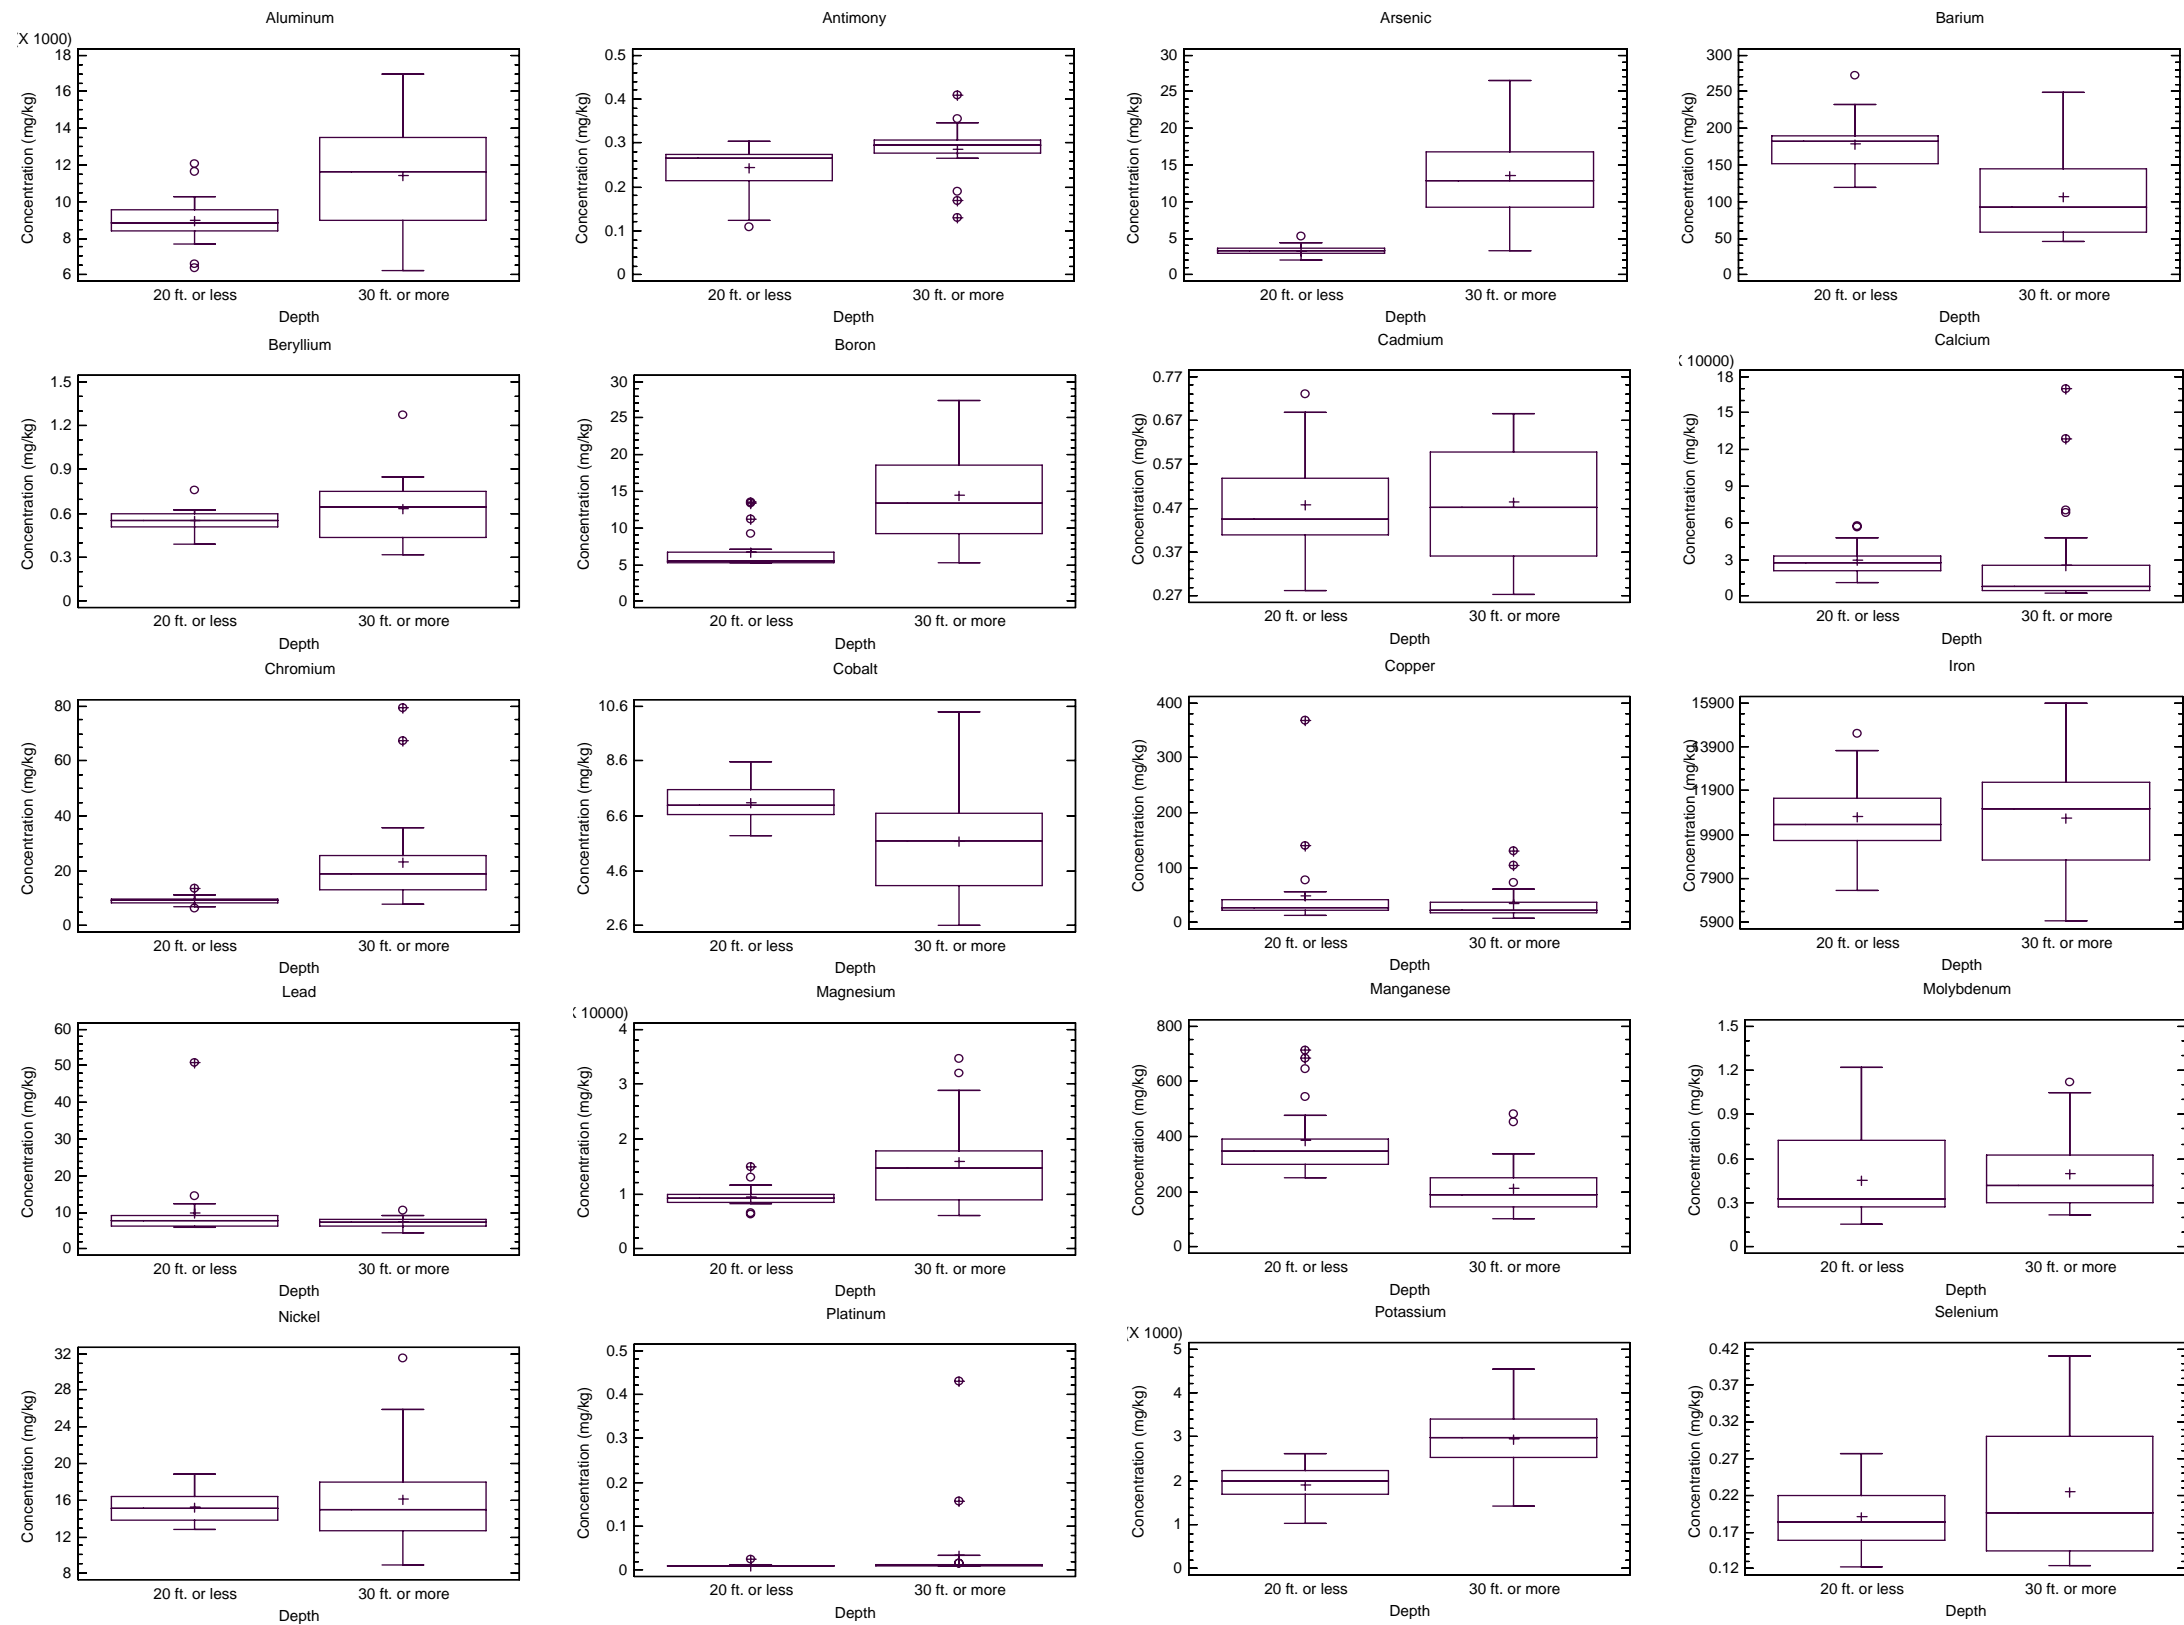 Aluminum
(X 1000)
Concentration (mg/kg)
18
16
14
12
10
8
6
20 ft. or less 30 ft. or more
Depth
Antimony
Concentration (mg/kg)
0.5
0.4
0.3
0.2
0.1
0
20 ft. or less 30 ft. or more
Depth
Arsenic
Concentration (mg/kg)
30
25
20
15
10
5
0
20 ft. or less 30 ft. or more
Depth
Barium
Concentration (mg/kg)
300
250
200
150
100
50
0
20 ft. or less 30 ft. or more
Depth
Beryllium
Concentration (mg/kg)
1.5
1.2
0.9
0.6
0.3
0
20 ft. or less 30 ft. or more
Depth
Boron
Concentration (mg/kg)
30
25
20
15
10
5
0
20 ft. or less 30 ft. or more
Depth
Cadmium
Concentration (mg/kg)
0.77
0.67
0.57
0.47
0.37
0.27
20 ft. or less 30 ft. or more
Depth
Calcium
(X 10000)
Concentration (mg/kg)
18
15
12
9
6
3
0
20 ft. or less 30 ft. or more
Depth
Chromium
Concentration (mg/kg)
80
60
40
20
0
20 ft. or less 30 ft. or more
Depth
Cobalt
Concentration (mg/kg)
10.6
8.6
6.6
4.6
2.6
20 ft. or less 30 ft. or more
Depth
Copper
Concentration (mg/kg)
400
300
200
100
0
20 ft. or less 30 ft. or more
Depth
Iron
Concentration (mg/kg)
15900
13900
11900
9900
7900
5900
20 ft. or less 30 ft. or more
Depth
Lead
Concentration (mg/kg)
60
50
40
30
20
10
0
20 ft. or less 30 ft. or more
Depth
Magnesium
(X 10000)
Concentration (mg/kg)
4
3
2
1
0
20 ft. or less 30 ft. or more
Depth
Manganese
Concentration (mg/kg)
800
600
400
200
0
20 ft. or less 30 ft. or more
Depth
Molybdenum
Concentration (mg/kg)
1.5
1.2
0.9
0.6
0.3
0
20 ft. or less 30 ft. or more
Depth
Nickel
Concentration (mg/kg)
32
28
24
20
16
12
8
20 ft. or less 30 ft. or more
Depth
Platinum
Concentration (mg/kg)
0.5
0.4
0.3
0.2
0.1
0
20 ft. or less 30 ft. or more
Depth
Potassium
(X 1000)
Concentration (mg/kg)
5
4
3
2
1
0
20 ft. or less 30 ft. or more
Depth
Selenium
Concentration (mg/kg)
0.42
0.37
0.32
0.27
0.22
0.17
0.12
20 ft. or less 30 ft. or more
Depth